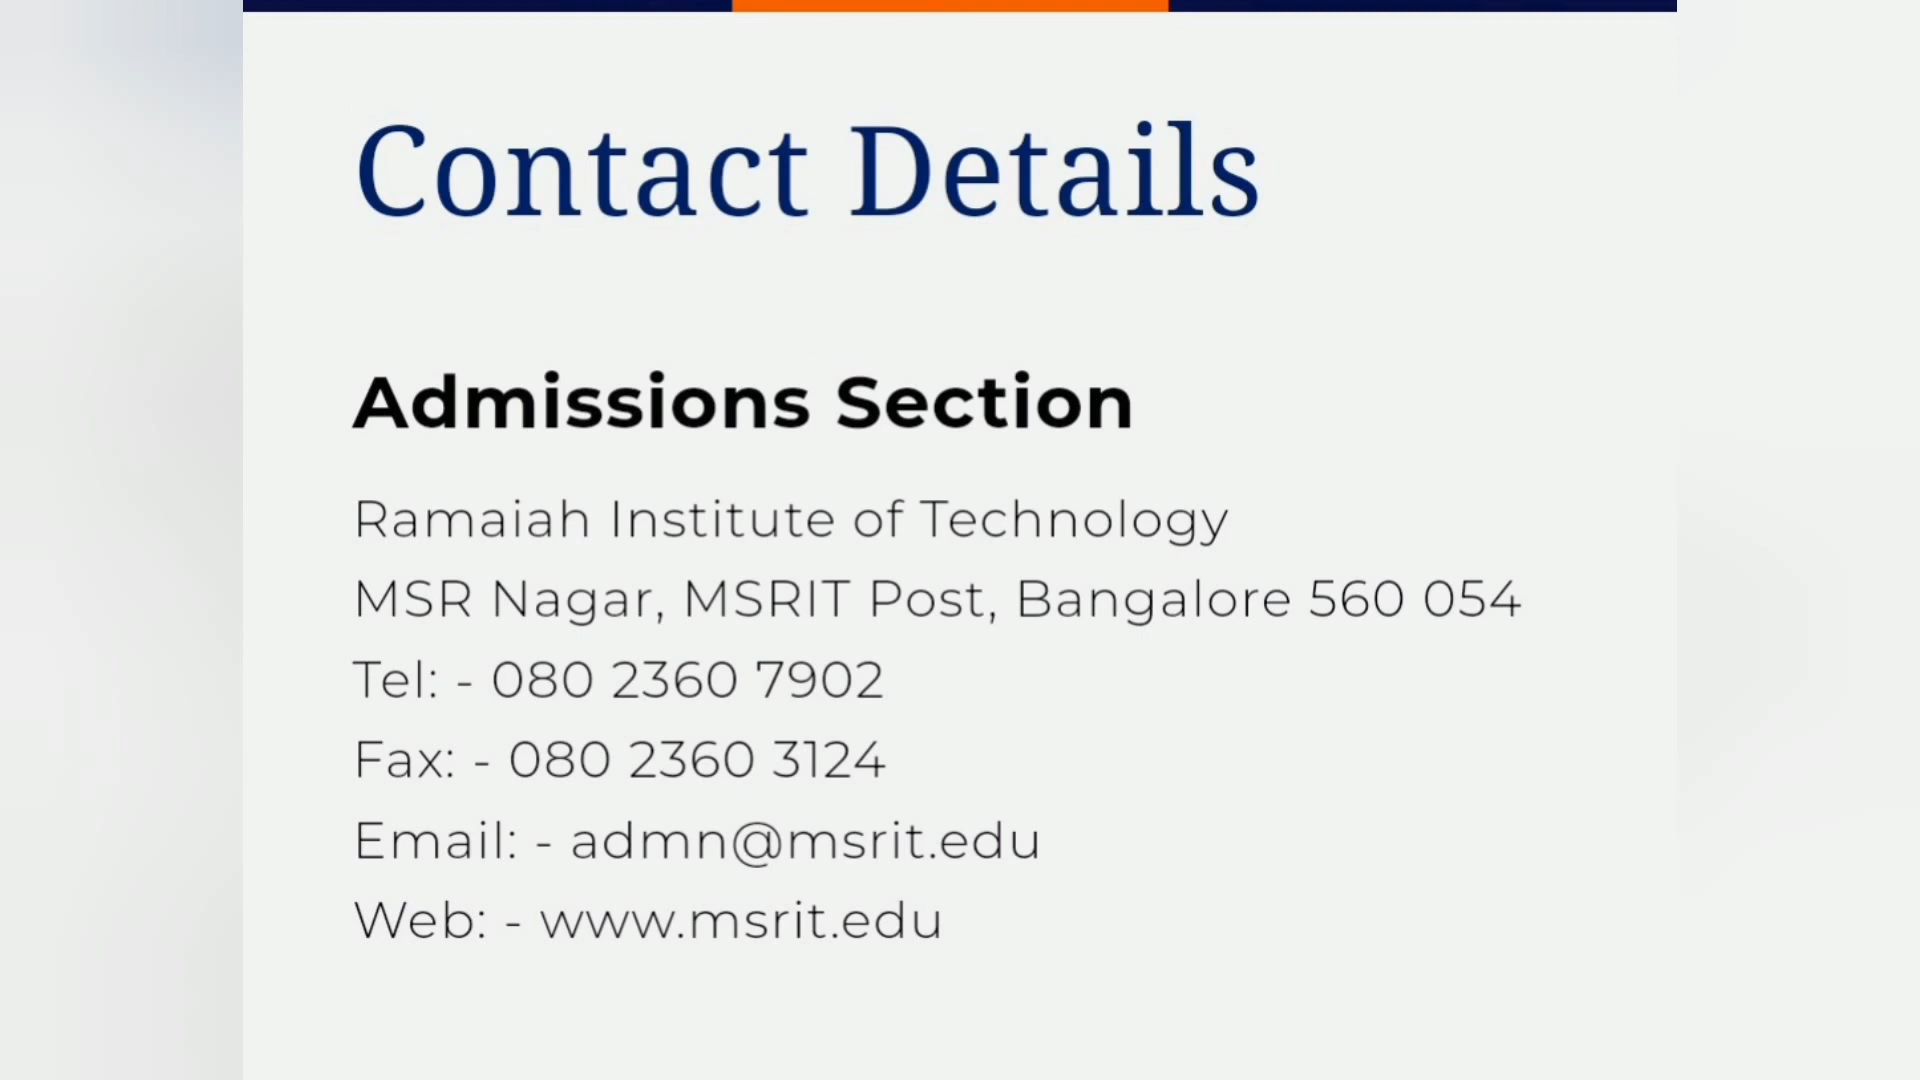 Contact Details
Admissions Section
Ramaiah Institute of Technology
MSR Nagar, MSRIT Post, Bangalore 560 054
Tel: - 080 2360 7902
Fax: - 080 2360 3124
Email: - admn@msrit.edu
Web: - www.msrit.edu